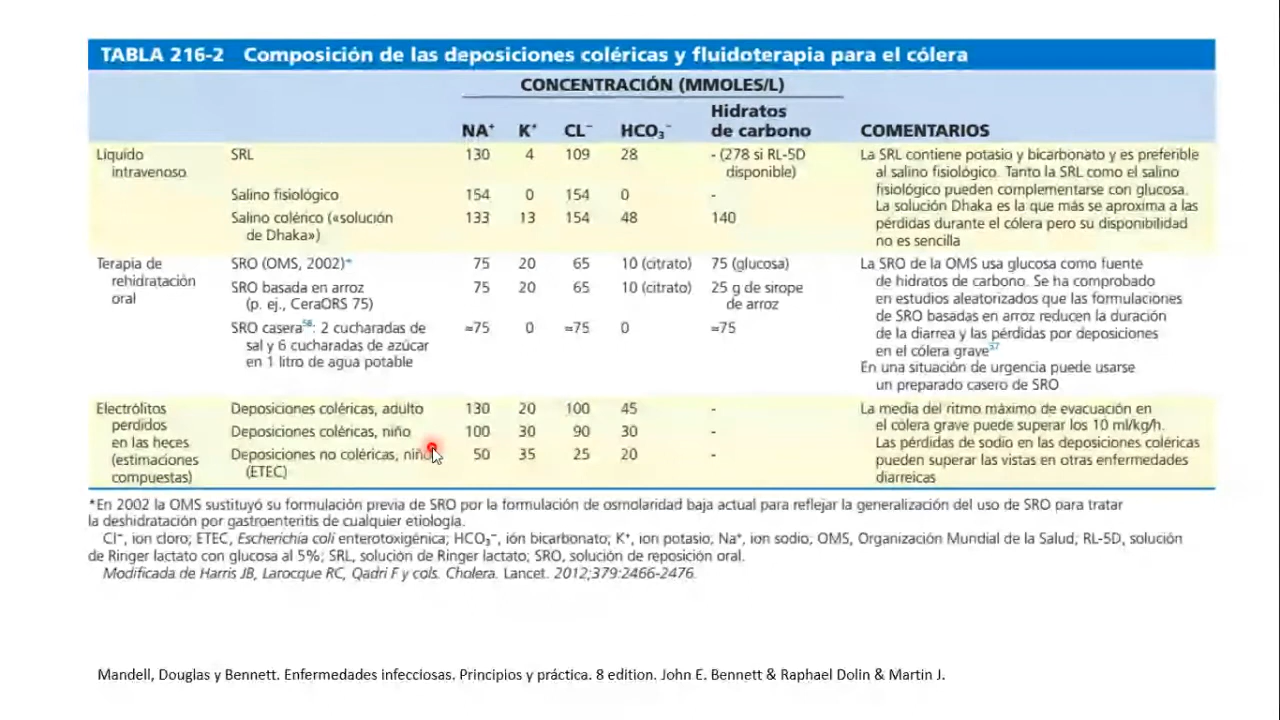 TABLA 216-2 Composición de las deposiciones coléricas y fluidoterapia para el cólera
CONCENTRACIÓN (MMOLES/L)
NA⁺ K⁺ CL⁻ HCO₃⁻ Hidratos de carbono COMENTARIOS
Líquido intravenoso
SRL 130 4 109 28 - (278 si RL-5D disponible)
Salino fisiológico 154 0 154 0 -
Salino colérico («solución de Dhaka») 133 13 154 48 140
La SRL contiene potasio y bicarbonato y es preferible
al salino fisiológico. Tanto la SRL como el salino
fisiológico pueden complementarse con glucosa.
La solución Dhaka es la que más se aproxima a las
pérdidas durante el cólera pero su disponibilidad
no es sencilla
Terapia de rehidratación oral
SRO (OMS, 2002)* 75 20 65 10 (citrato) 75 (glucosa)
SRO basada en arroz (p. ej., CeraORS 75) 75 20 65 10 (citrato) 25 g de sirope de arroz
SRO casera⁵⁸: 2 cucharadas de sal y 6 cucharadas de azúcar en 1 litro de agua potable ≈75 0 ≈75 0 ≈75
La SRO de la OMS usa glucosa como fuente
de hidratos de carbono. Se ha comprobado
en estudios aleatorizados que las formulaciones
de SRO basadas en arroz reducen la duración
de la diarrea y las pérdidas por deposiciones
en el cólera grave⁵⁷
En una situación de urgencia puede usarse
un preparado casero de SRO
Electrólitos perdidos en las heces (estimaciones compuestas)
Deposiciones coléricas, adulto 130 20 100 45 -
Deposiciones coléricas, niño 100 30 90 30 -
Deposiciones no coléricas, niño (ETEC) 50 35 25 20 -
La media del ritmo máximo de evacuación en
el cólera grave puede superar los 10 ml/kg/h.
Las pérdidas de sodio en las deposiciones coléricas
pueden superar las vistas en otras enfermedades
diarreicas
*En 2002 la OMS sustituyó su formulación previa de SRO por la formulación de osmolaridad baja actual para reflejar la generalización del uso de SRO para tratar
la deshidratación por gastroenteritis de cualquier etiología.
Cl⁻, ion cloro; ETEC, Escherichia coli enterotoxigénica; HCO₃⁻, ión bicarbonato; K⁺, ion potasio; Na⁺, ion sodio; OMS, Organización Mundial de la Salud; RL-5D, solución
de Ringer lactato con glucosa al 5%; SRL, solución de Ringer lactato; SRO, solución de reposición oral.
Modificada de Harris JB, Larocque RC, Qadri F y cols. Cholera. Lancet. 2012;379:2466-2476.
Mandell, Douglas y Bennett. Enfermedades infecciosas. Principios y práctica. 8 edition. John E. Bennett & Raphael Dolin & Martin J.